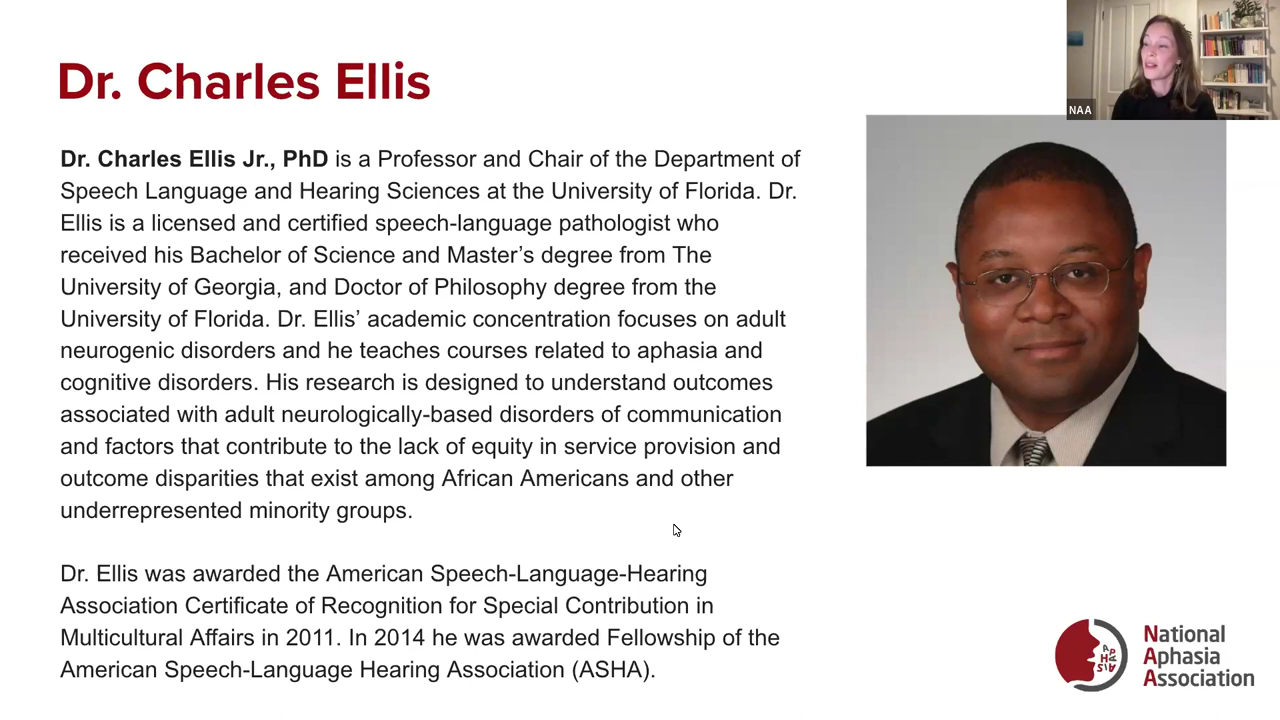 Dr. Charles Ellis
NAA
Dr. Charles Ellis Jr., PhD is a Professor and Chair of the Department of
Speech Language and Hearing Sciences at the University of Florida. Dr.
Ellis is a licensed and certified speech-language pathologist who
received his Bachelor of Science and Master’s degree from The
University of Georgia, and Doctor of Philosophy degree from the
University of Florida. Dr. Ellis’ academic concentration focuses on adult
neurogenic disorders and he teaches courses related to aphasia and
cognitive disorders. His research is designed to understand outcomes
associated with adult neurologically-based disorders of communication
and factors that contribute to the lack of equity in service provision and
outcome disparities that exist among African Americans and other
underrepresented minority groups.
Dr. Ellis was awarded the American Speech-Language-Hearing
Association Certificate of Recognition for Special Contribution in
Multicultural Affairs in 2011. In 2014 he was awarded Fellowship of the
American Speech-Language Hearing Association (ASHA).
National
Aphasia
Association